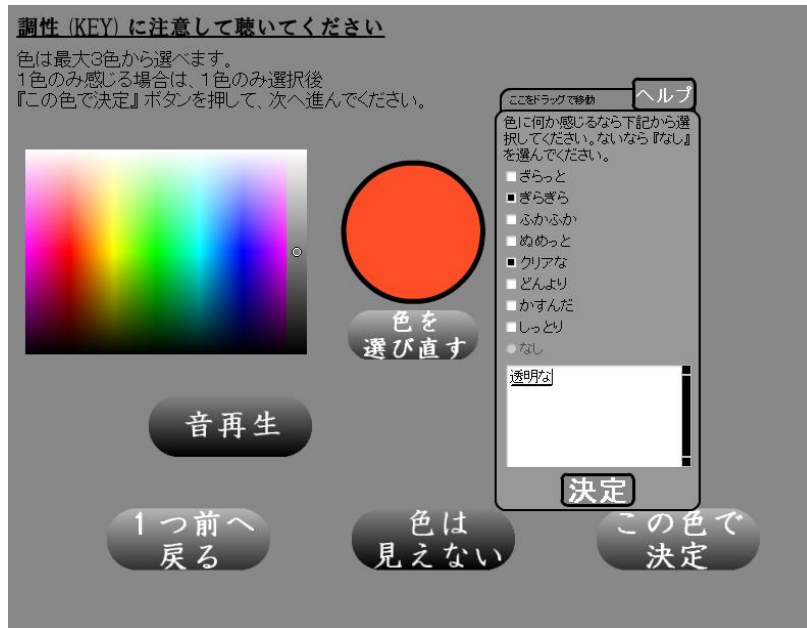 調性 (KEY) に注意して聴いてください
色は最大3色から選べます。
1色のみ感じる場合は、1色のみ選択後
『この色で決定』ボタンを押して、次へ進んでください。
ここをドラッグで移動
ヘルプ
色に何か感じるなら下記から選
択してください。ないなら『なし』
を選んでください。
ざらっと
ぎらぎら
ふかふか
ぬめっと
クリアな
どんより
かすんだ
しっとり
なし
透明な
決定
色を
選び直す
音再生
1つ前へ
戻る
色は
見えない
この色で
決定